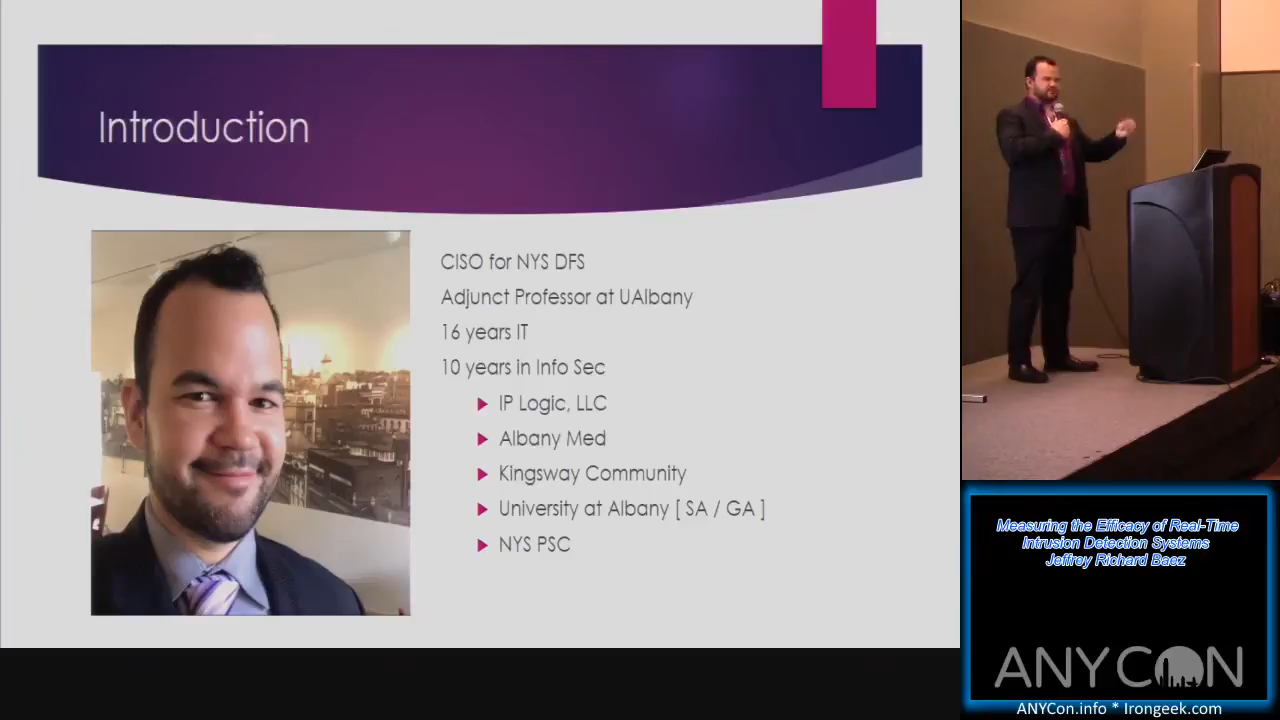 Introduction
CISO for NYS DFS
Adjunct Professor at UAlbany
16 years IT
10 years in Info Sec
IP Logic, LLC
Albany Med
Kingsway Community
University at Albany [ SA / GA ]
NYS PSC
Measuring the Efficacy of Real-Time
Intrusion Detection Systems
Jeffrey Richard Baez
ANYCON
ANYCon.info * Irongeek.com